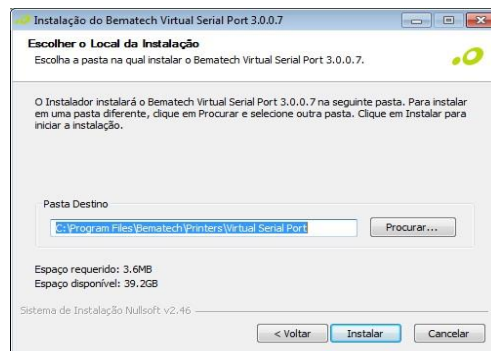 Instalação do Bematech Virtual Serial Port 3.0.0.7
Escolher o Local da Instalação
Escolha a pasta na qual instalar o Bematech Virtual Serial Port 3.0.0.7.
O Instalador instalará o Bematech Virtual Serial Port 3.0.0.7 na seguinte pasta. Para instalar
em uma pasta diferente, clique em Procurar e selecione outra pasta. Clique em Instalar para
iniciar a instalação.
Pasta Destino
C:\Program Files\Bematech\Printers\Virtual Serial Port
Procurar...
Espaço requerido: 3.6MB
Espaço disponível: 39.2GB
Sistema de Instalação Nullsoft v2.46
< Voltar
Instalar
Cancelar